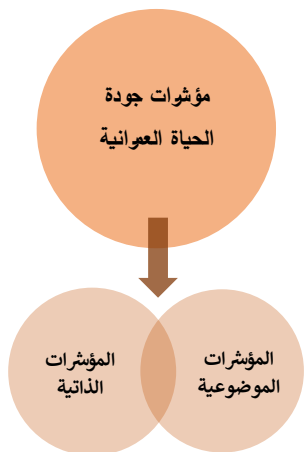 مؤشرات جودة
الحياة العمرانية
المؤشرات
الموضوعية
المؤشرات
الذاتية